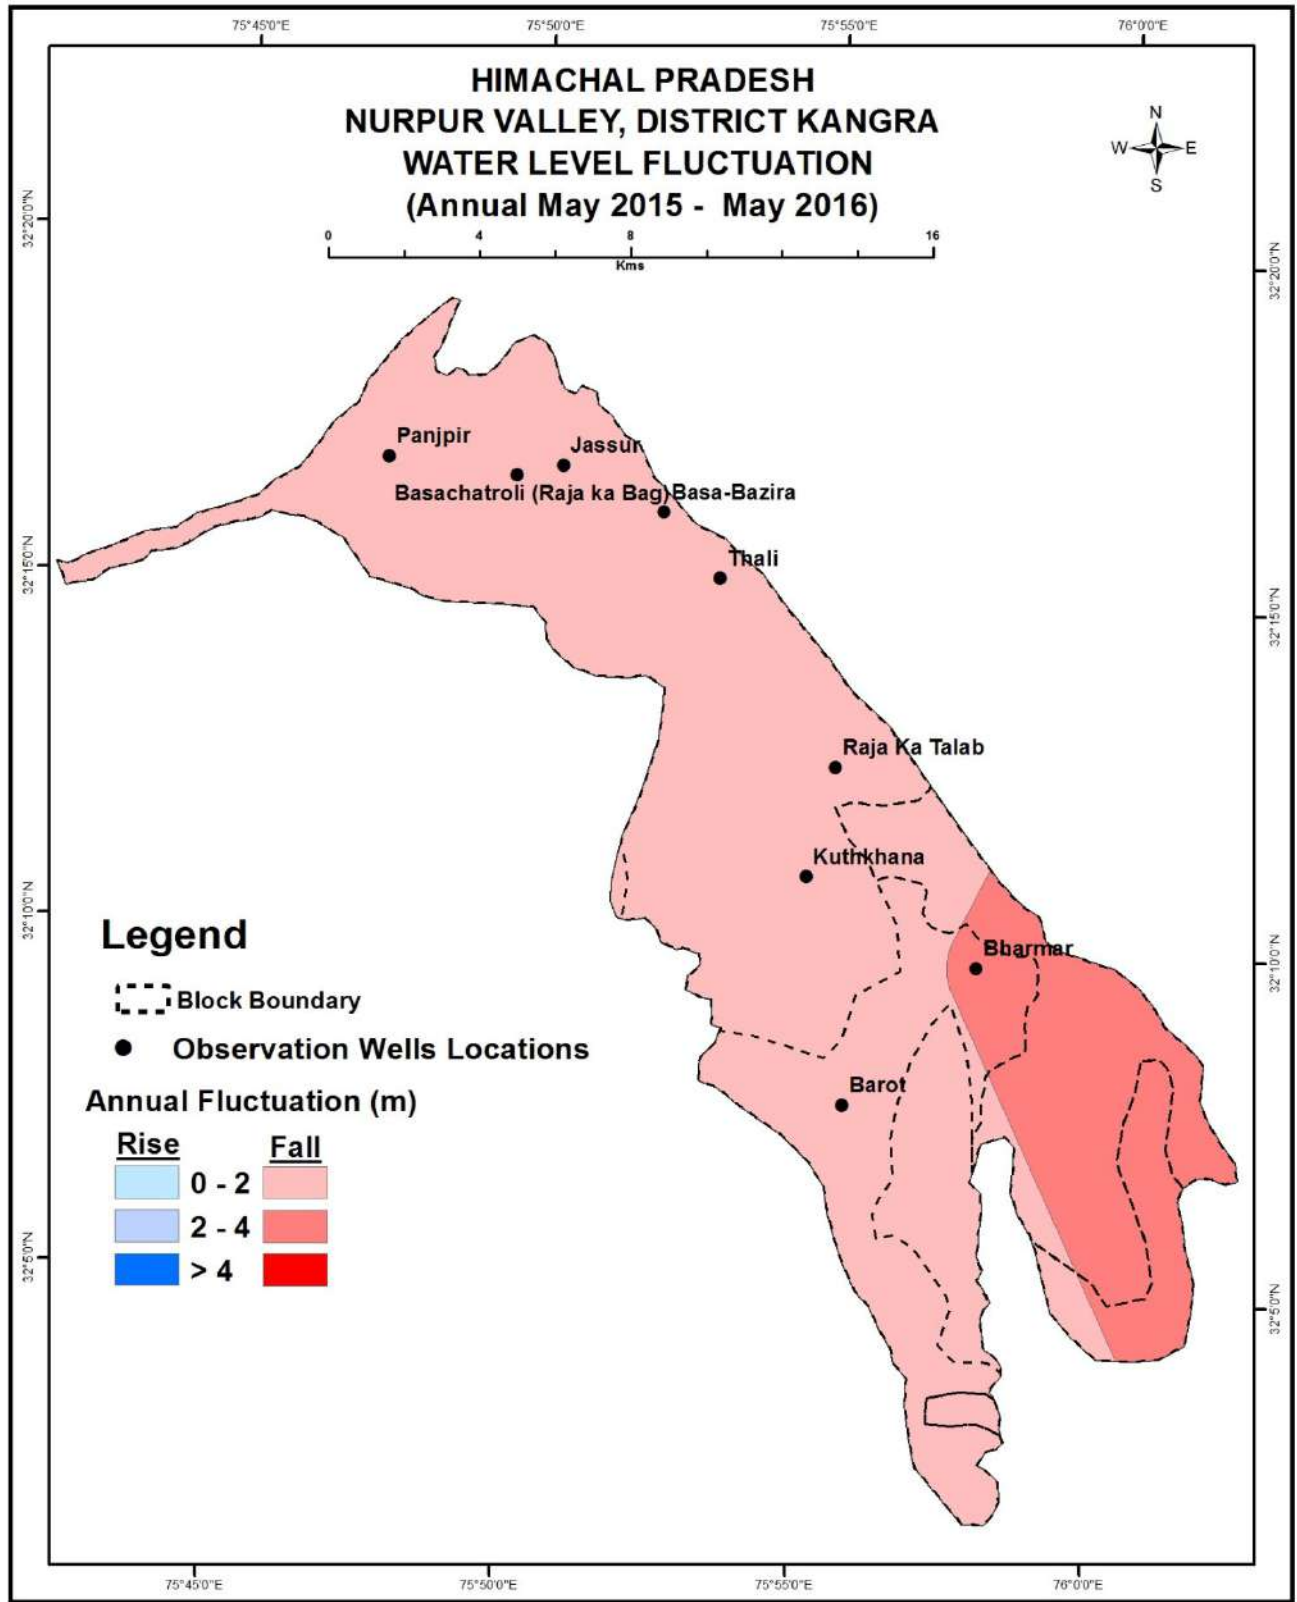 75°45'0"E 75°50'0"E 75°55'0"E 76°0'0"E
HIMACHAL PRADESH
NURPUR VALLEY, DISTRICT KANGRA
WATER LEVEL FLUCTUATION
(Annual May 2015 - May 2016)
N
W E
S
0 4 8 16
Kms
32°20'0"N
32°20'0"N
Panjpir
Jassur
Basachatroli (Raja ka Bag) Basa-Bazira
Thali
32°15'0"N
32°15'0"N
Raja Ka Talab
Kuthkhana
32°10'0"N
Legend
Bharmar
32°10'0"N
Block Boundary
Observation Wells Locations
Barot
Annual Fluctuation (m)
Rise Fall
0 - 2
2 - 4
> 4
32°5'0"N
32°5'0"N
75°45'0"E 75°50'0"E 75°55'0"E 76°0'0"E